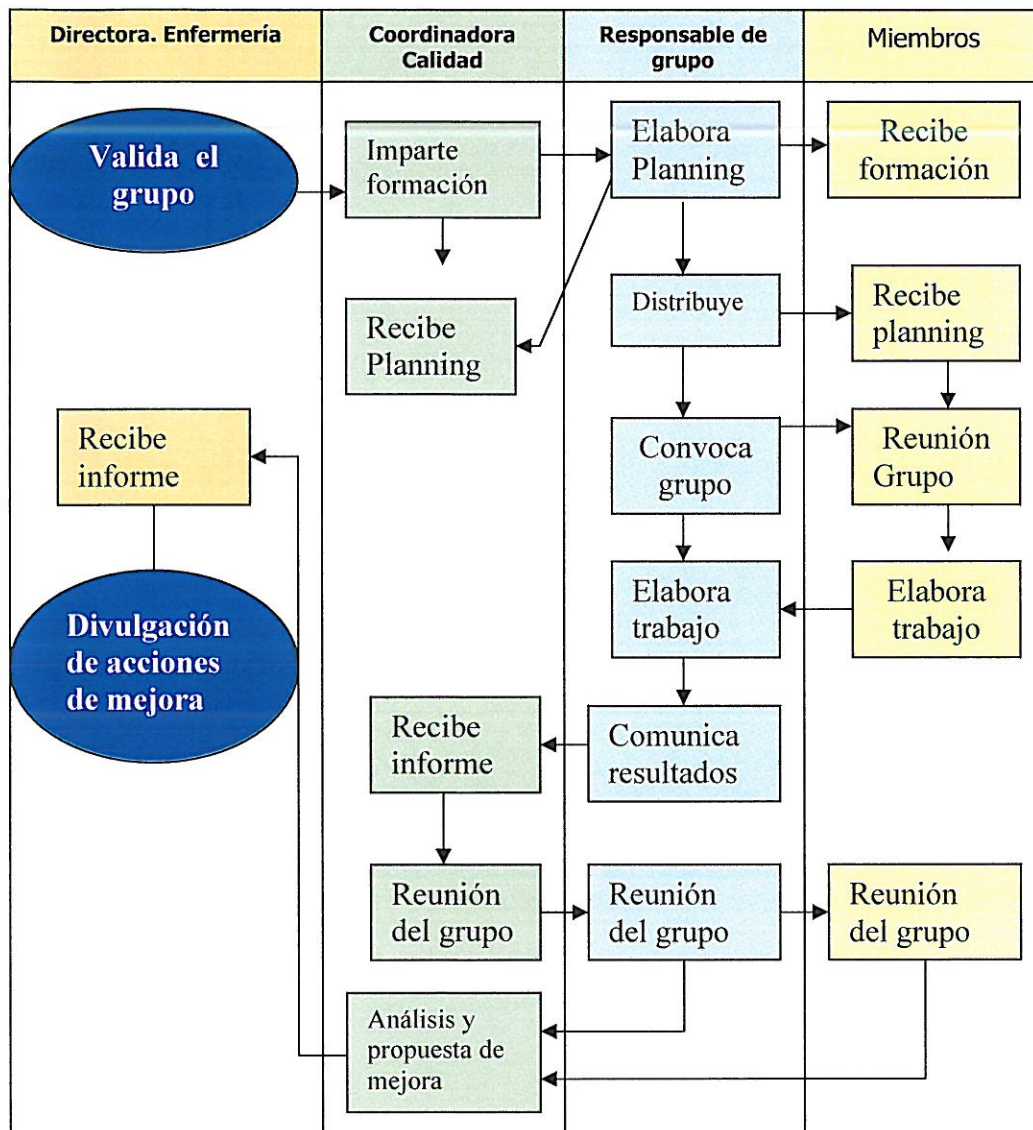 Directora. Enfermería
Coordinadora
Calidad
Responsable de
grupo
Miembros
Valida el
grupo
Imparte
formación
Elabora
Planning
Recibe
formación
Recibe
Planning
Distribuye
Recibe
planning
Recibe
informe
Convoca
grupo
Reunión
Grupo
Divulgación
de acciones
de mejora
Elabora
trabajo
Elabora
trabajo
Recibe
informe
Comunica
resultados
Reunión
del grupo
Reunión
del grupo
Reunión
del grupo
Análisis y
propuesta de
mejora